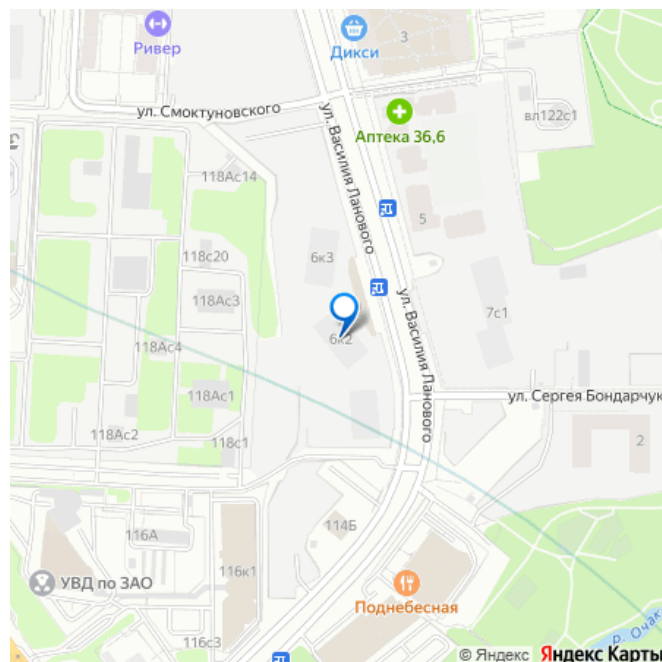 Ривер
Дикси
3
ул. Смоктуновского
вл122с1
Аптека 36,6
118Ас14
ул. Василия Ланового
5
118с20
6к3
118Ас3
7с1
ул. Василия Ланового
6к2
118Ас4
118Ас1
ул. Сергея Бондарчук
118Ас2
118с1
2
114Б
116А
116к1
УВД по ЗАО
Поднебесная
116с3
р. Очак
© Яндекс Яндекс Карты